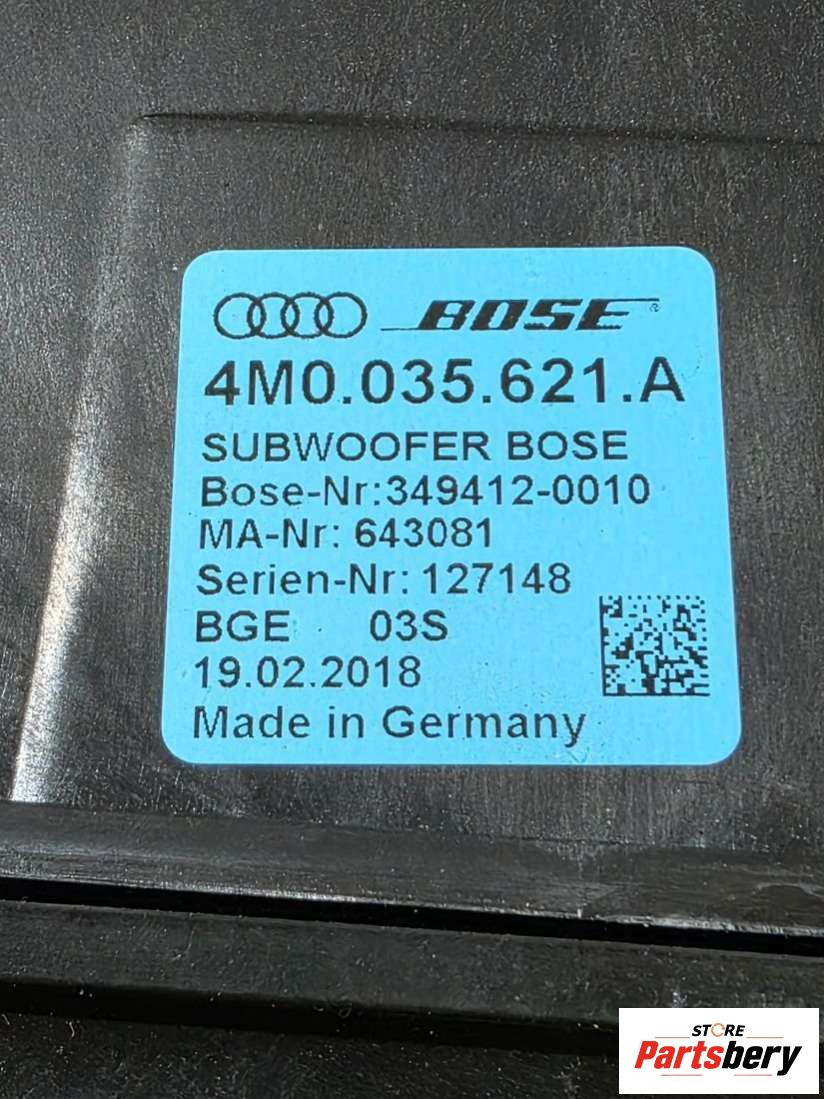 BOSE®
4M0.035.621.A
SUBWOOFER BOSE
Bose-Nr:349412-0010
MA-Nr: 643081
Serien-Nr: 127148
BGE 03S
19.02.2018
Made in Germany
STORE
Partsbery